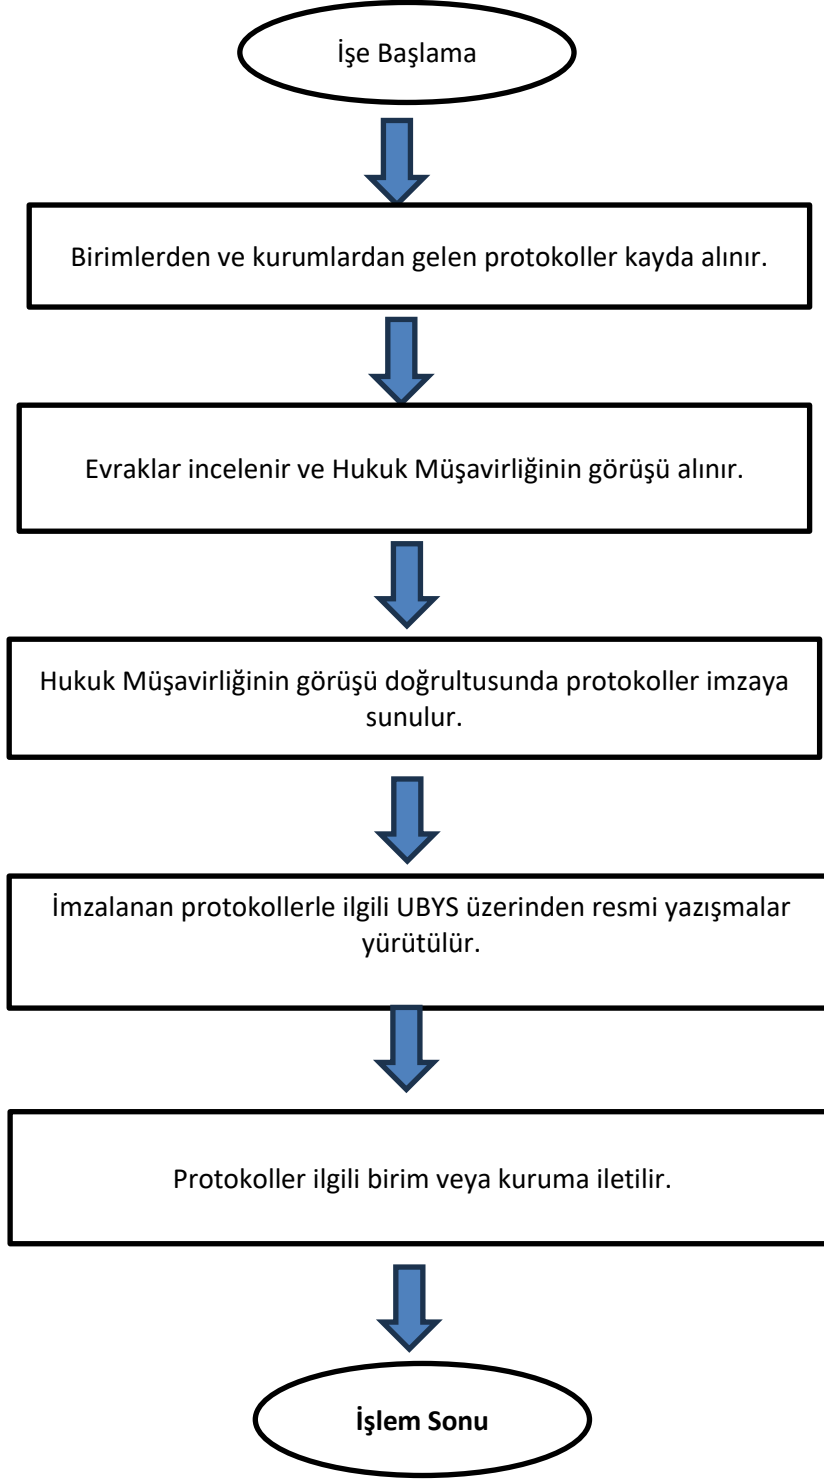 İşe Başlama
Birimlerden ve kurumlardan gelen protokoller kayda alınır.
Evraklar incelenir ve Hukuk Müşavirliğinin görüşü alınır.
Hukuk Müşavirliğinin görüşü doğrultusunda protokoller imzaya
sunulur.
İmzalanan protokollerle ilgili UBYS üzerinden resmi yazışmalar
yürütülür.
Protokoller ilgili birim veya kuruma iletilir.
İşlem Sonu